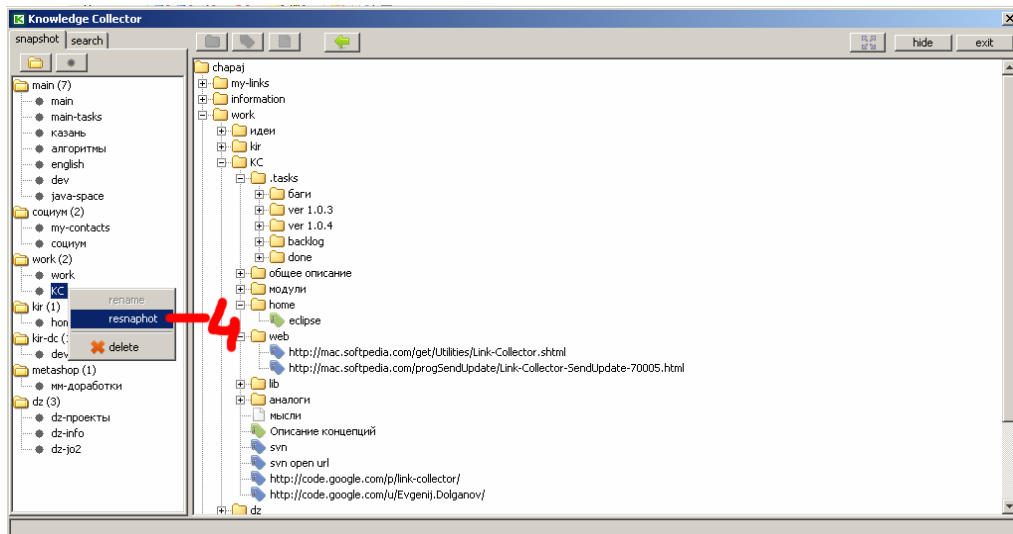 Knowledge Collector
snapshot search
hide exit
main (7)
main
main-tasks
казань
алгоритмы
english
dev
java-space
социум (2)
my-contacts
социум
work (2)
work
KC
kir (1)
kir-dc (
dev
metashop (1)
мм-доработки
dz (3)
dz-проекты
dz-info
dz-jo2
rename
resnaphot
delete
4
chapaj
my-links
information
work
идеи
kir
KC
.tasks
баги
ver 1.0.3
ver 1.0.4
backlog
done
общее описание
модули
home
eclipse
web
http://mac.softpedia.com/get/Utilities/Link-Collector.shtml
http://mac.softpedia.com/progSendUpdate/Link-Collector-SendUpdate-70005.html
lib
аналоги
мысли
Описание концепций
svn
svn open url
http://code.google.com/p/link-collector/
http://code.google.com/u/Evgenij.Dolganov/
dz